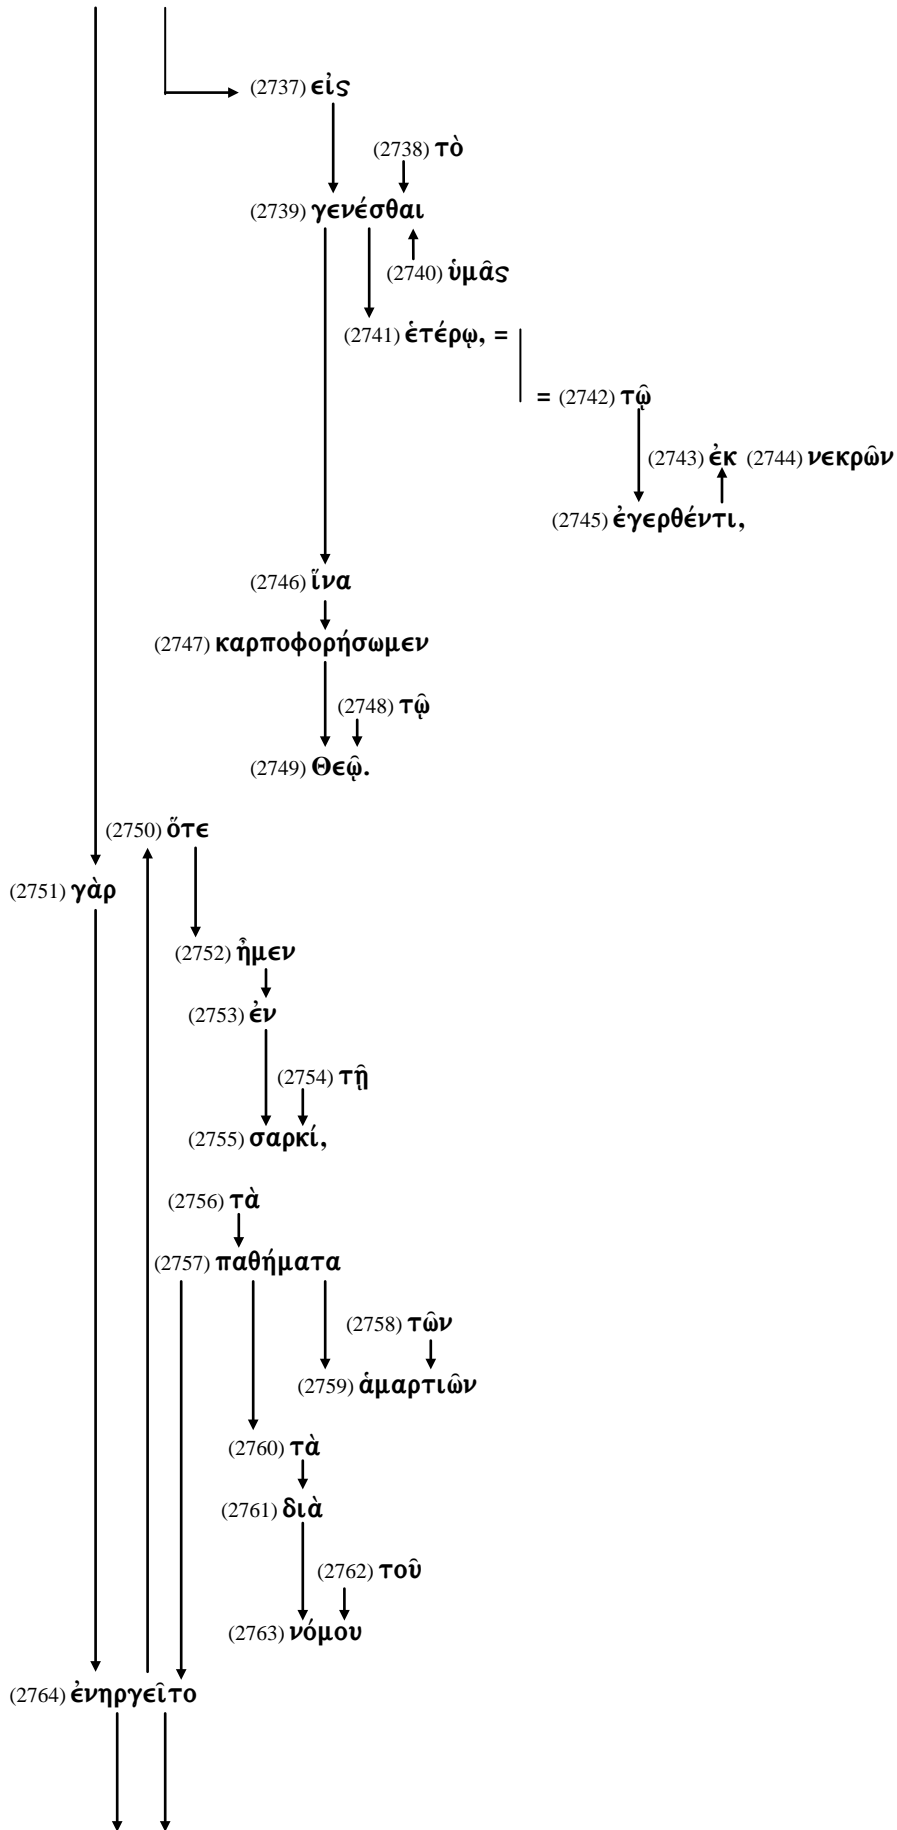 (2737) εἰς
(2738) τὸ
(2739) γενέσθαι
(2740) ὑμᾶς
(2741) ἑτέρῳ, =
= (2742) τῷ
(2743) ἐκ (2744) νεκρῶν
(2745) ἐγερθέντι,
(2746) ἵνα
(2747) καρποφορήσωμεν
(2748) τῷ
(2749) Θεῷ.
(2750) ὅτε
(2751) γὰρ
(2752) ἦμεν
(2753) ἐν
(2754) τῇ
(2755) σαρκί,
(2756) τὰ
(2757) παθήματα
(2758) τῶν
(2759) ἁμαρτιῶν
(2760) τὰ
(2761) διὰ
(2762) τοῦ
(2763) νόμου
(2764) ἐνηργεῖτο